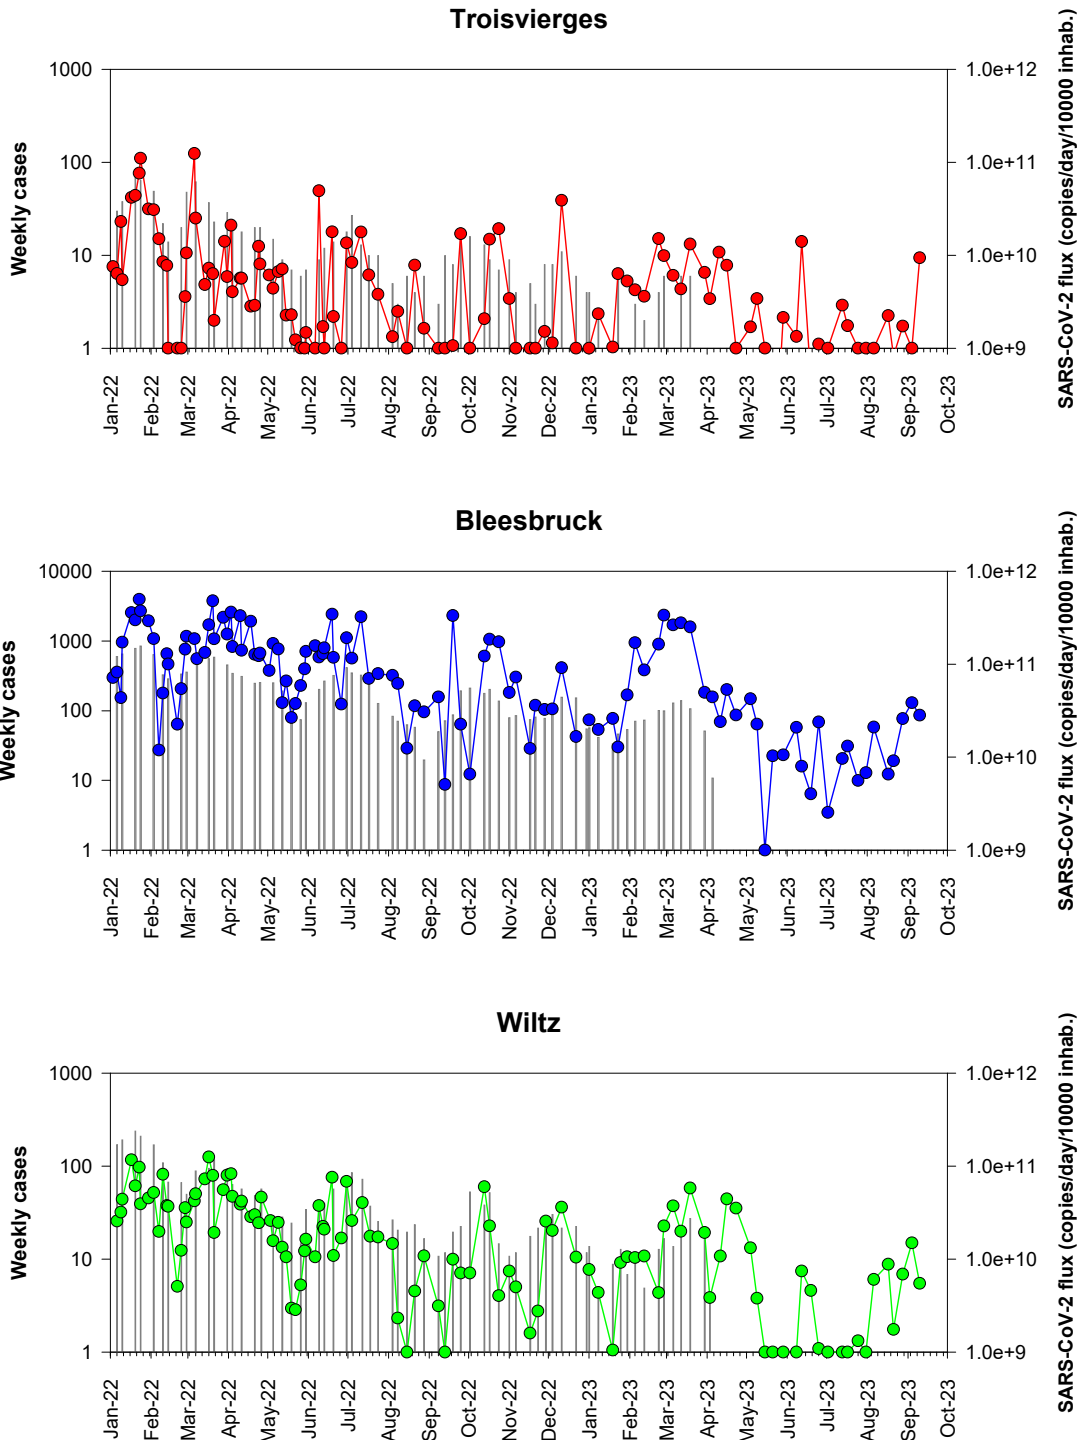 Troisvierges
Weekly cases
SARS-CoV-2 flux (copies/day/10000 inhab.)
1000
100
10
1
1.0e+12
1.0e+11
1.0e+10
1.0e+9
Jan-22
Feb-22
Mar-22
Apr-22
May-22
Jun-22
Jul-22
Aug-22
Sep-22
Oct-22
Nov-22
Dec-22
Jan-23
Feb-23
Mar-23
Apr-23
May-23
Jun-23
Jul-23
Aug-23
Sep-23
Oct-23
Bleesbruck
Weekly cases
SARS-CoV-2 flux (copies/day/10000 inhab.)
10000
1000
100
10
1
1.0e+12
1.0e+11
1.0e+10
1.0e+9
Jan-22
Feb-22
Mar-22
Apr-22
May-22
Jun-22
Jul-22
Aug-22
Sep-22
Oct-22
Nov-22
Dec-22
Jan-23
Feb-23
Mar-23
Apr-23
May-23
Jun-23
Jul-23
Aug-23
Sep-23
Oct-23
Wiltz
Weekly cases
SARS-CoV-2 flux (copies/day/10000 inhab.)
1000
100
10
1
1.0e+12
1.0e+11
1.0e+10
1.0e+9
Jan-22
Feb-22
Mar-22
Apr-22
May-22
Jun-22
Jul-22
Aug-22
Sep-22
Oct-22
Nov-22
Dec-22
Jan-23
Feb-23
Mar-23
Apr-23
May-23
Jun-23
Jul-23
Aug-23
Sep-23
Oct-23